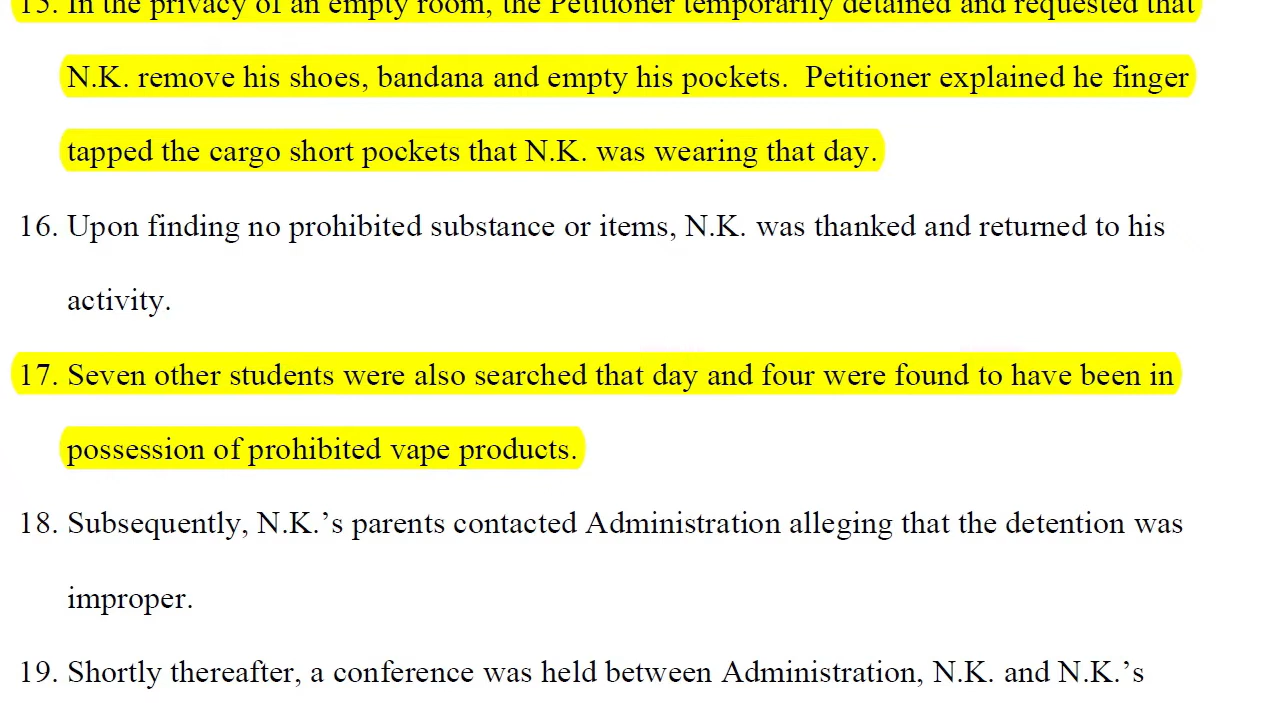 15. In the privacy of an empty room, the Petitioner temporarily detained and requested that
N.K. remove his shoes, bandana and empty his pockets.  Petitioner explained he finger
tapped the cargo short pockets that N.K. was wearing that day.
16. Upon finding no prohibited substance or items, N.K. was thanked and returned to his
activity.
17. Seven other students were also searched that day and four were found to have been in
possession of prohibited vape products.
18. Subsequently, N.K.’s parents contacted Administration alleging that the detention was
improper.
19. Shortly thereafter, a conference was held between Administration, N.K. and N.K.’s